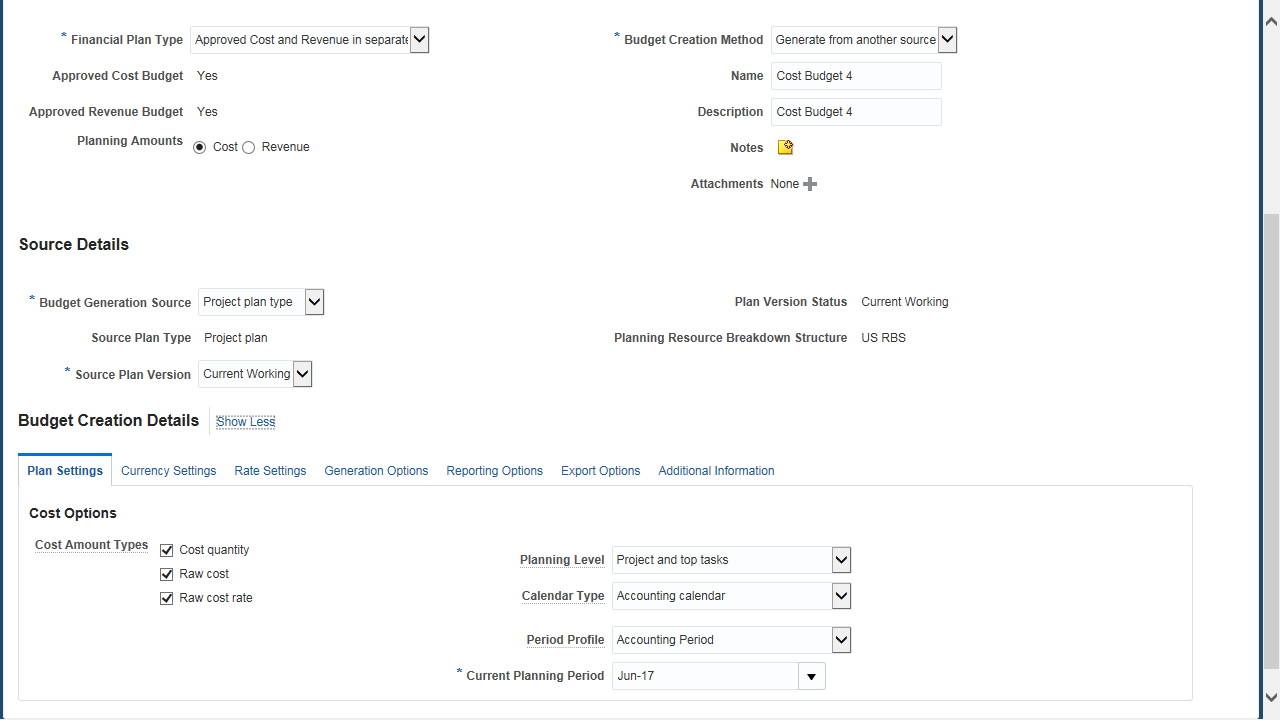 * Financial Plan Type Approved Cost and Revenue in separate
Approved Cost Budget Yes
Approved Revenue Budget Yes
Planning Amounts Cost Revenue
* Budget Creation Method Generate from another source
Name Cost Budget 4
Description Cost Budget 4
Notes
Attachments None
Source Details
* Budget Generation Source Project plan type
Source Plan Type Project plan
* Source Plan Version Current Working
Plan Version Status Current Working
Planning Resource Breakdown Structure US RBS
Budget Creation Details Show Less
Plan Settings Currency Settings Rate Settings Generation Options Reporting Options Export Options Additional Information
Cost Options
Cost Amount Types Cost quantity
Raw cost
Raw cost rate
Planning Level Project and top tasks
Calendar Type Accounting calendar
Period Profile Accounting Period
* Current Planning Period Jun-17